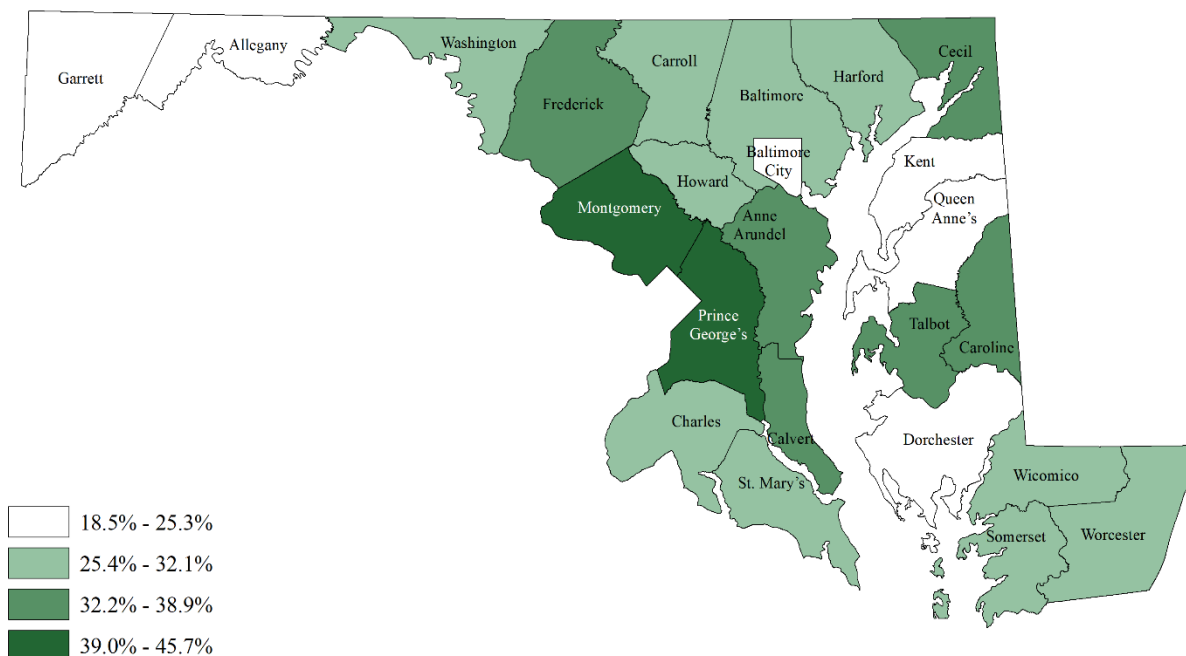 Garrett
Allegany
Washington
Frederick
Carroll
Baltimore
Harford
Cecil
Baltimore
City
Howard
Montgomery
Anne
Arundel
Kent
Queen
Anne's
Prince
George's
Talbot
Caroline
Charles
Calvert
St. Mary's
Dorchester
Wicomico
Somerset
Worcester
18.5% - 25.3%
25.4% - 32.1%
32.2% - 38.9%
39.0% - 45.7%